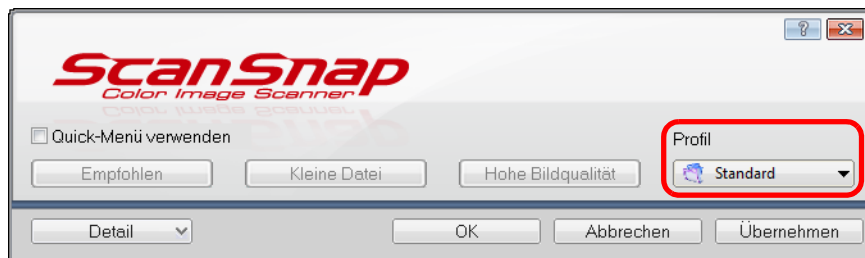 ScanSnap
Color Image Scanner
Quick-Menü verwenden
Profil
Empfohlen Kleine Datei Hohe Bildqualität Standard
Detail OK Abbrechen Übernehmen